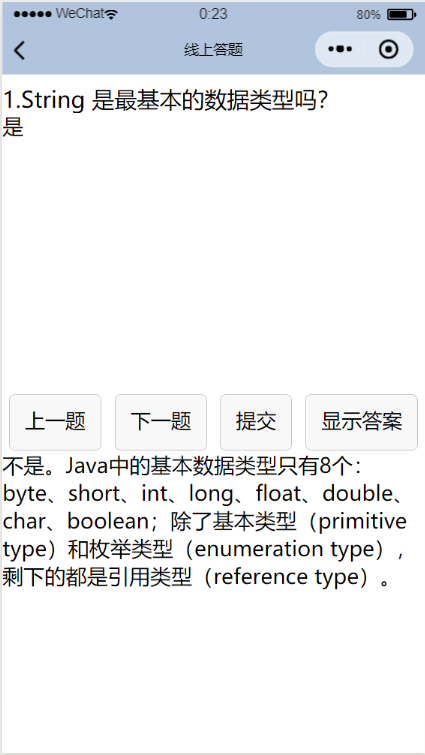 WeChat 0:23 80%
线上答题
1.String 是最基本的数据类型吗？
是
上一题 下一题 提交 显示答案
不是。Java中的基本数据类型只有8个：
byte、short、int、long、float、double、
char、boolean；除了基本类型（primitive
type）和枚举类型（enumeration type），
剩下的都是引用类型（reference type）。